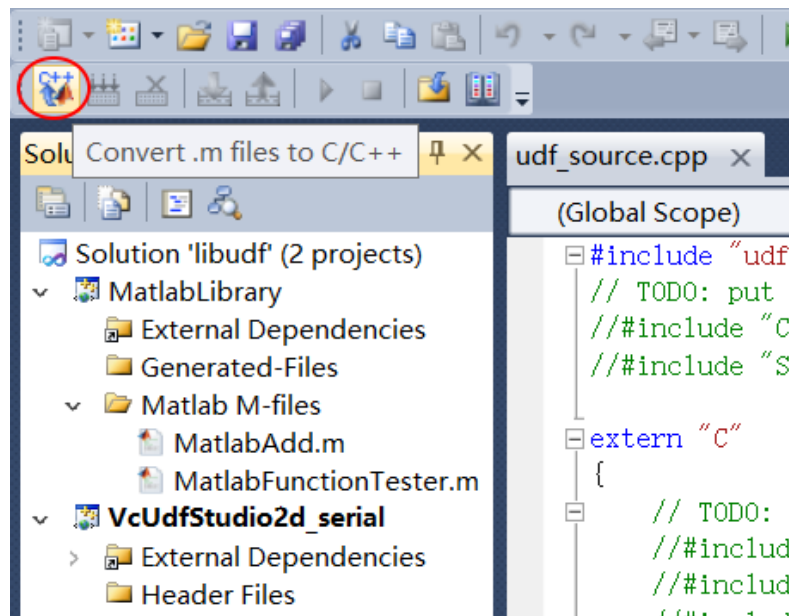 C++
Solu
Convert .m files to C/C++
udf_source.cpp
(Global Scope)
Solution 'libudf' (2 projects)
MatlabLibrary
External Dependencies
Generated-Files
Matlab M-files
MatlabAdd.m
MatlabFunctionTester.m
VcUdfStudio2d_serial
External Dependencies
Header Files
#include "udf
// TODO: put
//#include "C
//#include "S
extern "C"
{
// TODO:
//#includ
//#includ